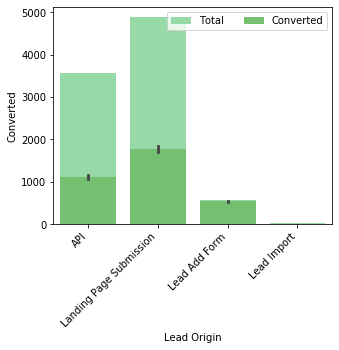 Total
Converted
5000
4000
3000
2000
1000
0
Converted
API
Landing Page Submission
Lead Add Form
Lead Import
Lead Origin